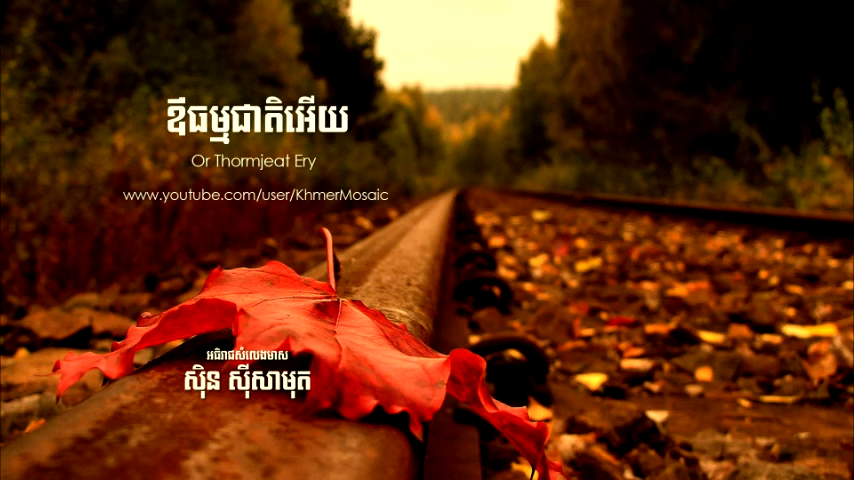 ឱធម្មជាតិអើយ
Or Thormjeat Ery
www.youtube.com/user/KhmerMosaic
អធិរាជសំលេងមាស
ស៊ិន ស៊ីសាមុត